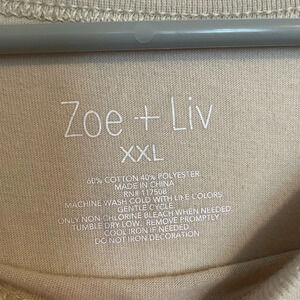 Zoe + Liv
XXL
60% COTTON 40% POLYESTER
MADE IN CHINA
RN# 117508
MACHINE WASH COLD WITH LIKE COLORS
GENTLE CYCLE
ONLY NON-CHLORINE BLEACH WHEN NEEDED
TUMBLE DRY LOW. REMOVE PROMPTLY
COOL IRON IF NEEDED
DO NOT IRON DECORATION